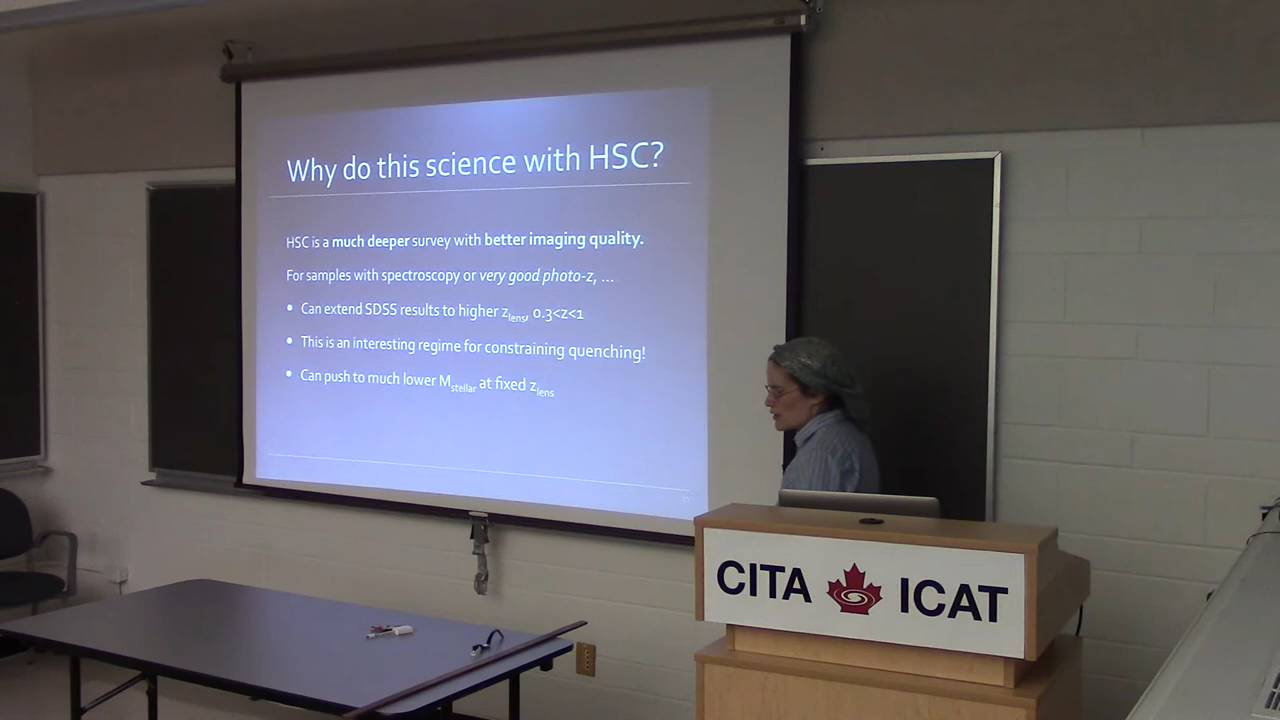 Why do this science with HSC?
HSC is a much deeper survey with better imaging quality.
For samples with spectroscopy or very good photo-z, ...
• Can extend SDSS results to higher zlens, 0.3<z<1
• This is an interesting regime for constraining quenching!
• Can push to much lower Mstellar at fixed zlens
CITA ICAT